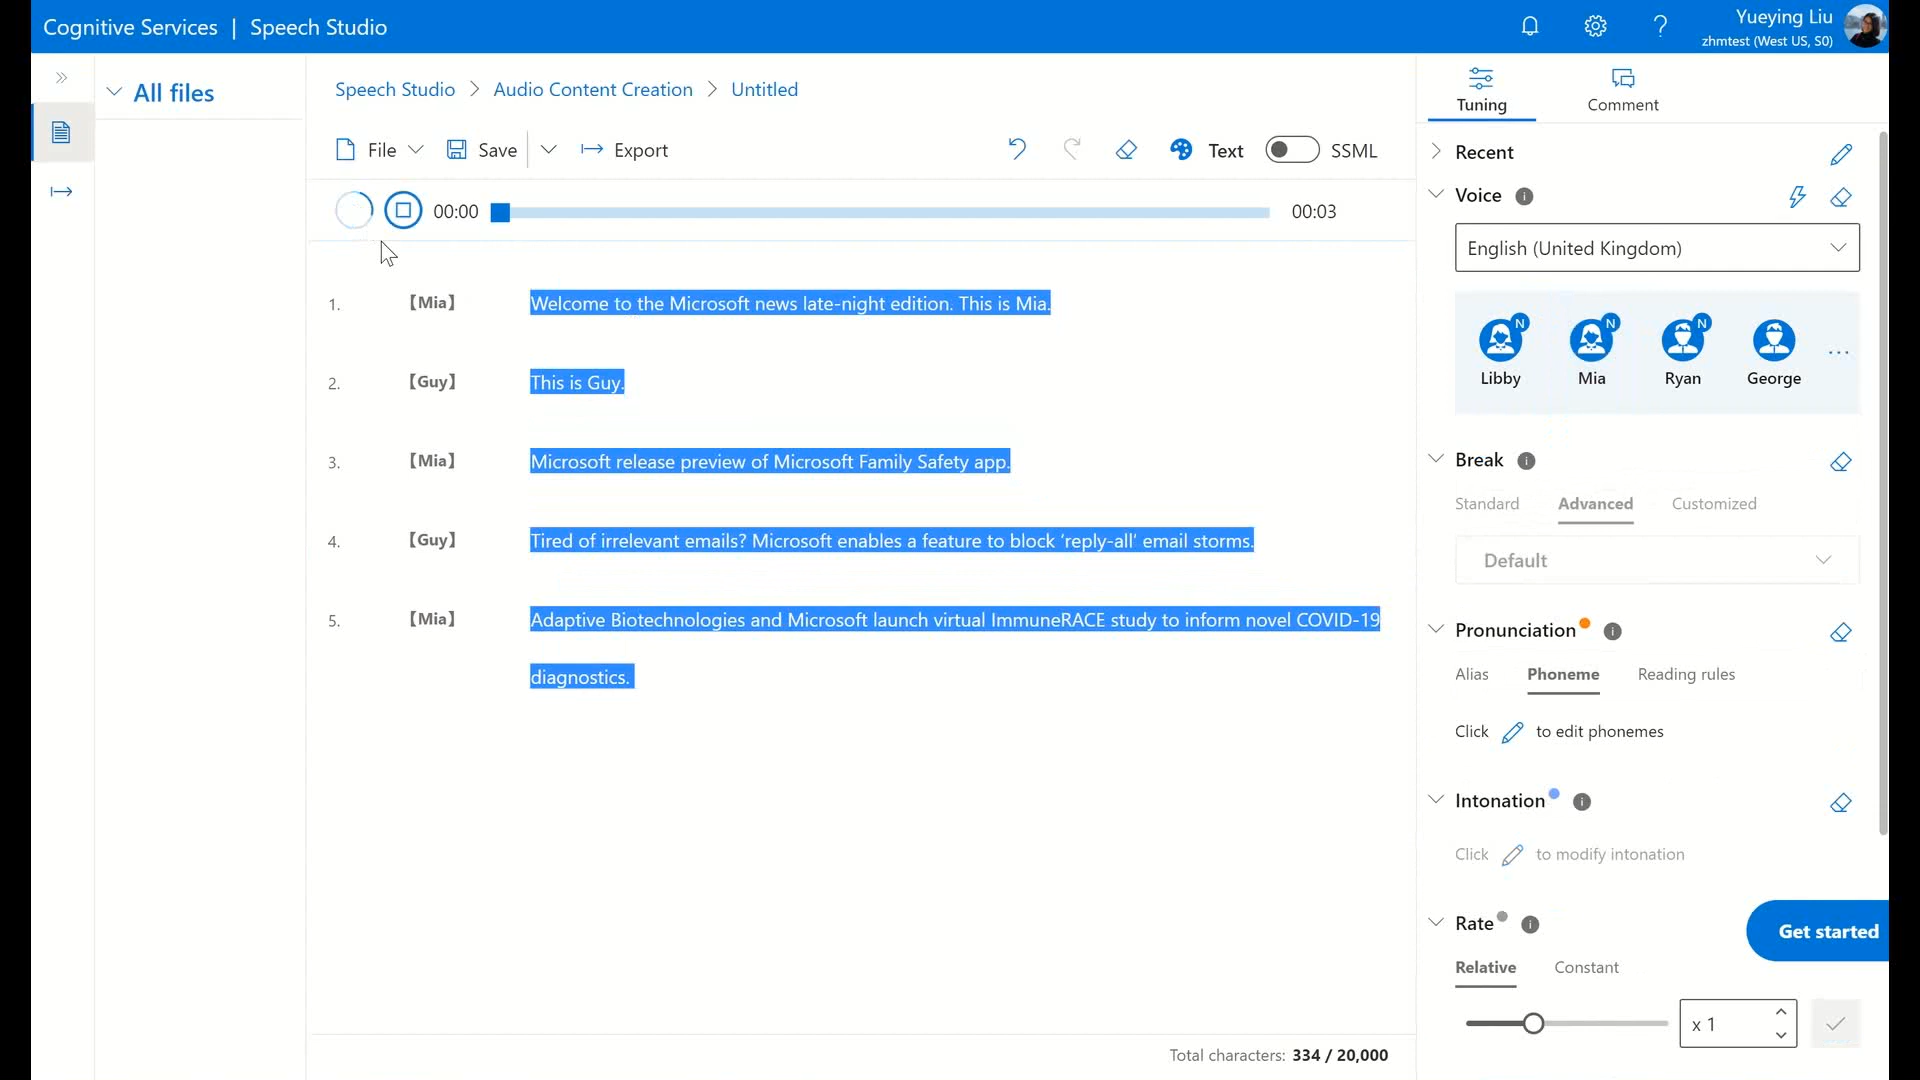 Cognitive Services | Speech Studio
Yueying Liu
zhmtest (West US, S0)
All files
Speech Studio > Audio Content Creation > Untitled
File Save Export Text SSML
00:00 00:03
1. 【Mia】 Welcome to the Microsoft news late-night edition. This is Mia.
2. 【Guy】 This is Guy.
3. 【Mia】 Microsoft release preview of Microsoft Family Safety app.
4. 【Guy】 Tired of irrelevant emails? Microsoft enables a feature to block ‘reply-all’ email storms.
5. 【Mia】 Adaptive Biotechnologies and Microsoft launch virtual ImmuneRACE study to inform novel COVID-19
diagnostics.
Total characters: 334 / 20,000
Tuning Comment
Recent
Voice
English (United Kingdom)
N N N
Libby Mia Ryan George ...
Break
Standard Advanced Customized
Default
Pronunciation
Alias Phoneme Reading rules
Click to edit phonemes
Intonation
Click to modify intonation
Rate
Get started
Relative Constant
x 1